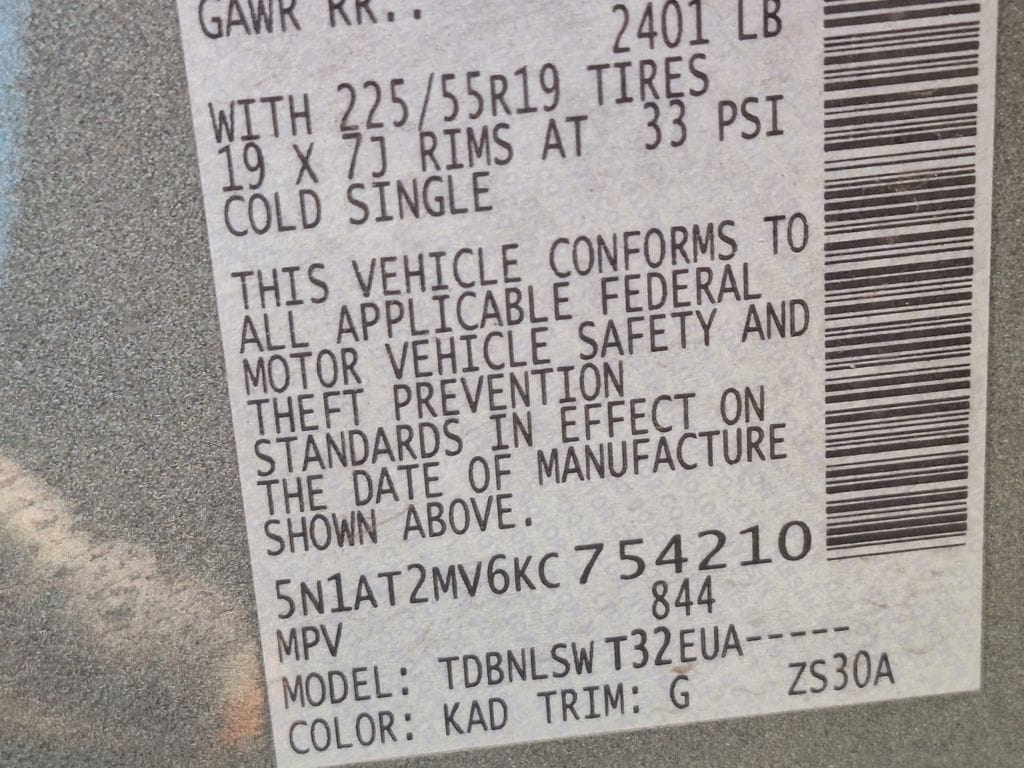 GAWR RR..
2401 LB
WITH 225/55R19 TIRES
19 X 7J RIMS AT 33 PSI
COLD SINGLE
THIS VEHICLE CONFORMS TO
ALL APPLICABLE FEDERAL
MOTOR VEHICLE SAFETY AND
THEFT PREVENTION
STANDARDS IN EFFECT ON
THE DATE OF MANUFACTURE
SHOWN ABOVE.
5N1AT2MV6KC754210
MPV 844
MODEL: TDBNLSW T32EUA-----
COLOR: KAD TRIM: G ZS30A